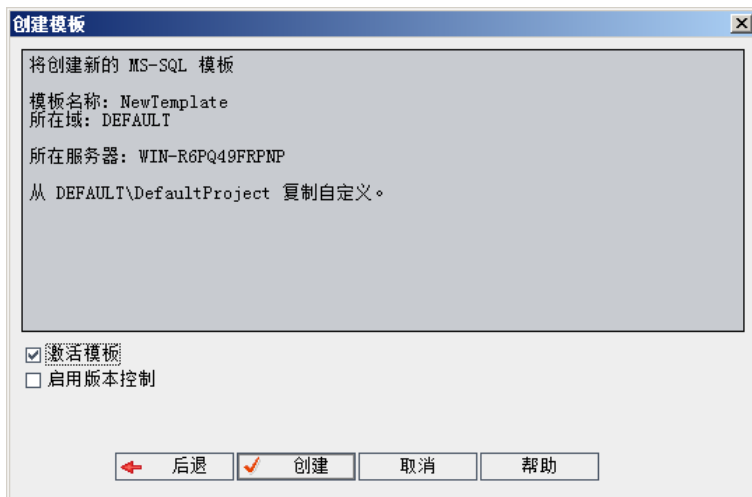 创建模板
将创建新的 MS-SQL 模板
模板名称: NewTemplate
所在域: DEFAULT
所在服务器: WIN-R6PQ49FRPNP
从 DEFAULT\DefaultProject 复制自定义。
激活模板
启用版本控制
后退 创建 取消 帮助